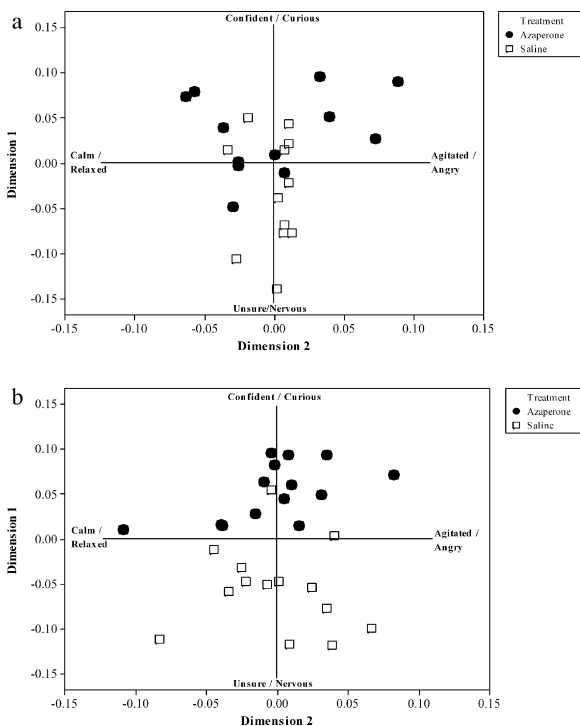 a
Confident / Curious
Treatment
Azaperone
Saline
0.15
0.10
0.05
0.00
-0.05
-0.10
-0.15
Dimension 1
Calm /
Relaxed
Agitated /
Angry
Unsure/Nervous
-0.15
-0.10
-0.05
0.00
0.05
0.10
0.15
Dimension 2
b
Confident / Curious
Treatment
Azaperone
Saline
0.15
0.10
0.05
0.00
-0.05
-0.10
-0.15
Dimension 1
Calm /
Relaxed
Agitated /
Angry
Unsure / Nervous
-0.15
-0.10
-0.05
0.00
0.05
0.10
0.15
Dimension 2